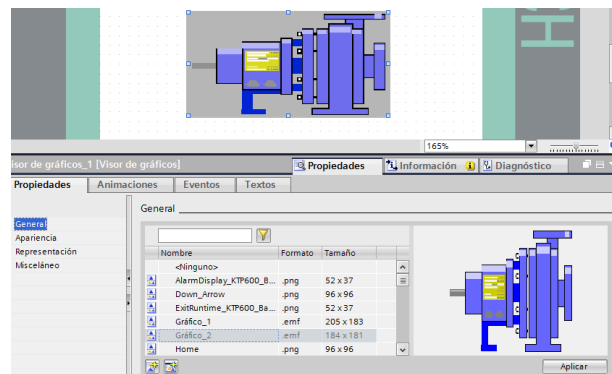 165%
isor de gráficos_1 [Visor de gráficos]
Propiedades
Información
Diagnóstico
Propiedades
Animaciones
Eventos
Textos
General
General
Apariencia
Representación
Misceláneo
Nombre Formato Tamaño
<Ninguno>
AlarmDisplay_KTP600_B... .png 52 x 37
Down_Arrow .png 96 x 96
ExitRuntime_KTP600_Ba... .png 52 x 37
Gráfico_1 .emf 205 x 183
Gráfico_2 .emf 184 x 181
Home .png 96 x 96
Aplicar